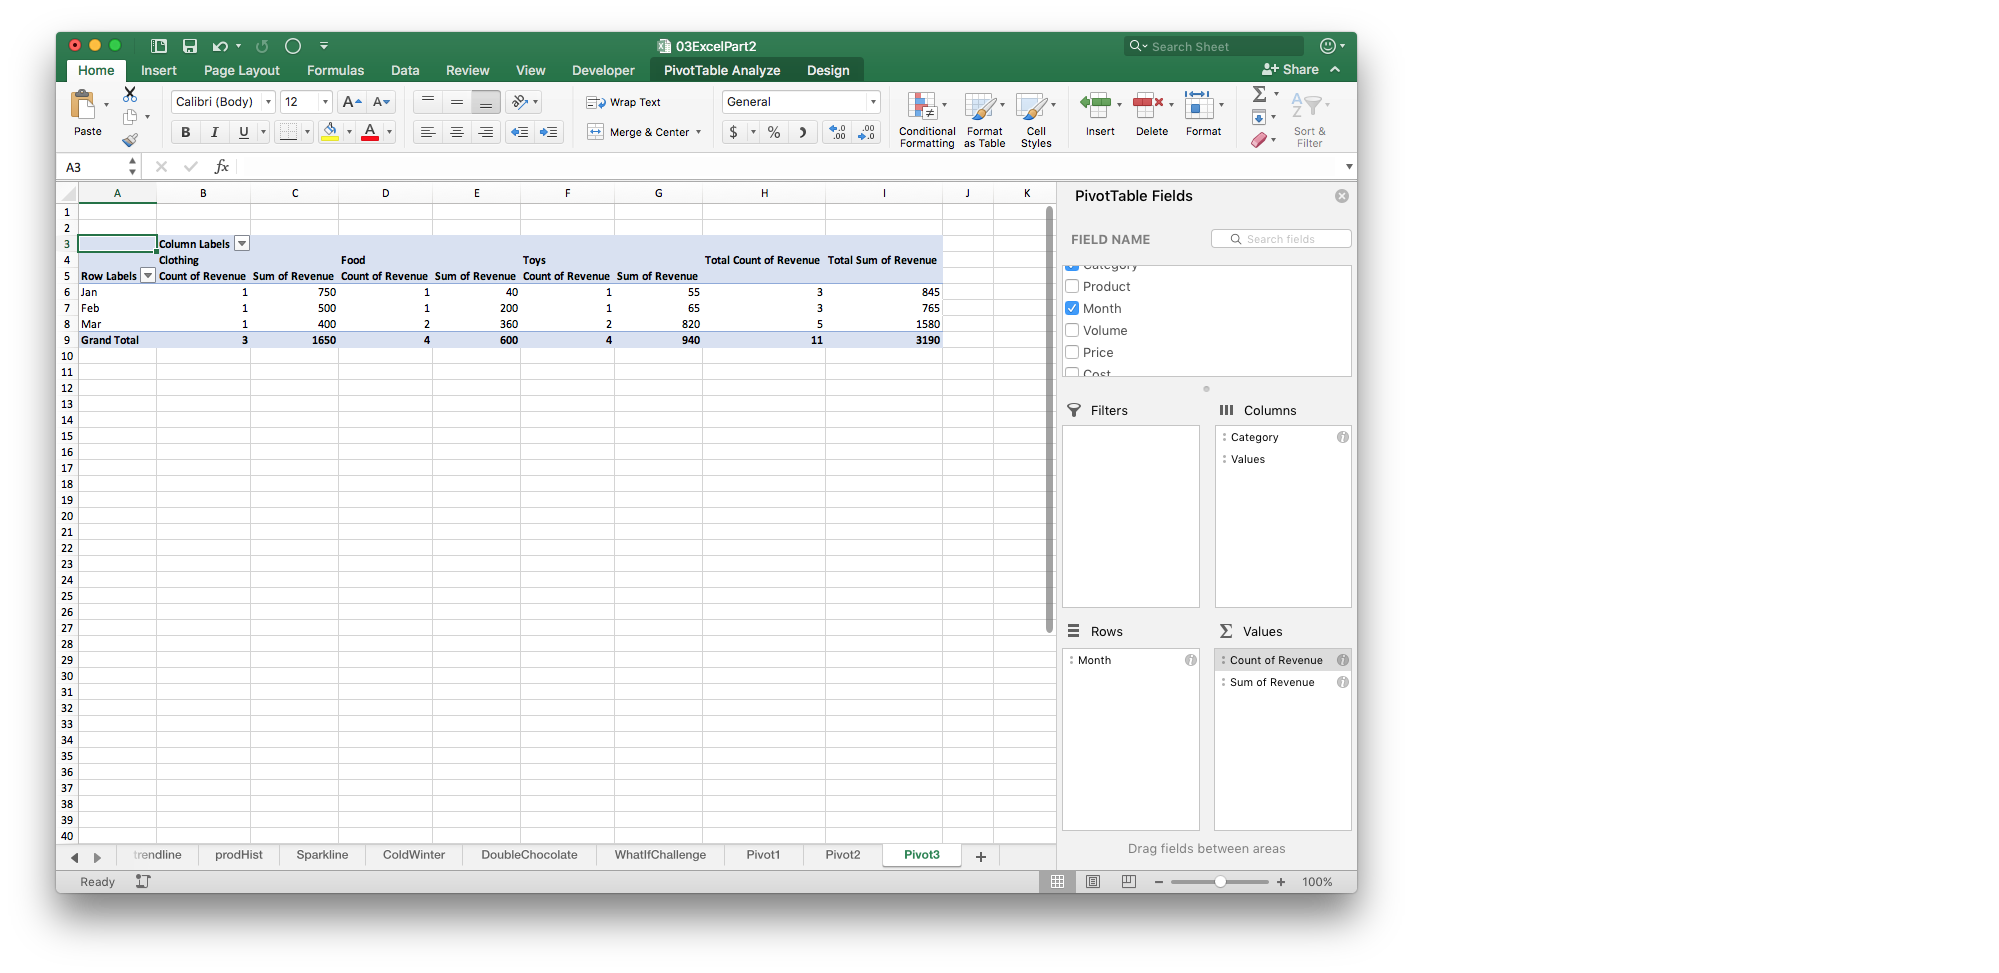 03ExcelPart2
Search Sheet
Home Insert Page Layout Formulas Data Review View Developer PivotTable Analyze Design Share
Paste
Calibri (Body) 12 A A
B I U A
Wrap Text
Merge & Center
General
$ % .0 .00 .00 .0
Conditional Formatting
Format as Table
Cell Styles
Insert
Delete
Format
Sort & Filter
A3 fx
A B C D E F G H I J K
1
2
3 Column Labels
4 Clothing Food Toys Total Count of Revenue Total Sum of Revenue
5 Row Labels Count of Revenue Sum of Revenue Count of Revenue Sum of Revenue Count of Revenue Sum of Revenue
6 Jan 1 750 1 40 1 55 3 845
7 Feb 1 500 1 200 1 65 3 765
8 Mar 1 400 2 360 2 820 5 1580
9 Grand Total 3 1650 4 600 4 940 11 3190
10
11
12
13
14
15
16
17
18
19
20
21
22
23
24
25
26
27
28
29
30
31
32
33
34
35
36
37
38
39
40
PivotTable Fields
FIELD NAME Search fields
Category
Product
Month
Volume
Price
Cost
Filters
Columns
Category
Values
Rows
Month
Values
Count of Revenue
Sum of Revenue
Drag fields between areas
trendline prodHist Sparkline ColdWinter DoubleChocolate WhatIfChallenge Pivot1 Pivot2 Pivot3 +
Ready 100%